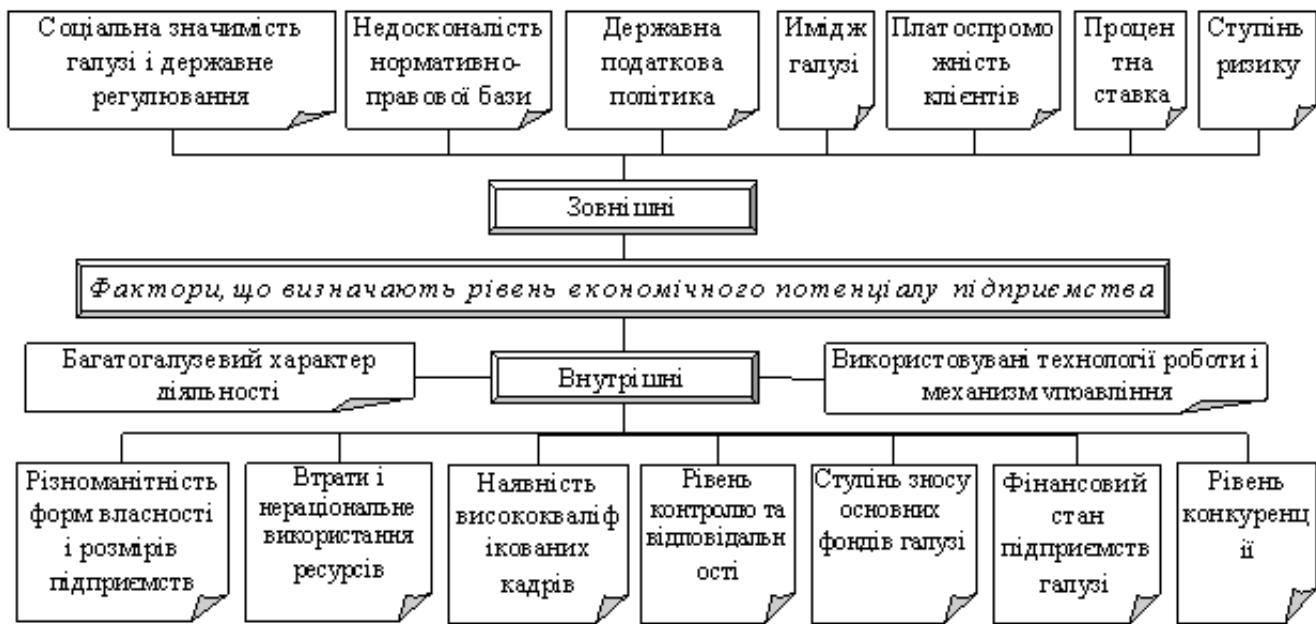 Соціальна значимість
галузі і державне
регулювання
Недосконалість
нормативно-
правової бази
Державна
податкова
політика
Имідж
галузі
Платоспромо
жність
клієнтів
Процен
тна
ставка
Ступінь
ризику
Зовнішні
Фактори, що визначають рівень економічного потенціалу підприємства
Багатогалузевий характер
діяльності
Внутрішні
Використовувані технології роботи і
механізм управління
Різноманітність
форм власності
і розмірів
підприємств
Втрати і
нераціональне
використання
ресурсів
Наявність
висококваліф
ікованих
кадрів
Рівень
контролю та
відповідальн
ості
Ступінь зносу
основних
фондів галузі
Фінансовий
стан
підприємств
галузі
Рівень
конкуренц
ії